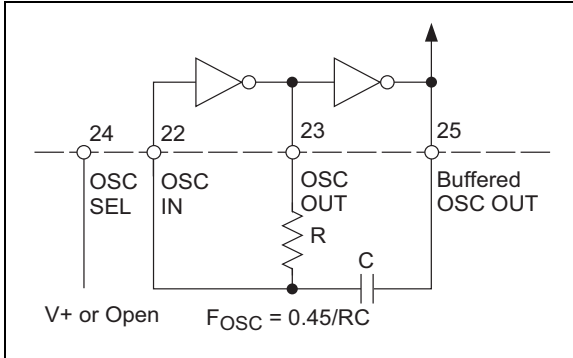 24
22
23
25
OSC
SEL
OSC
IN
OSC
OUT
Buffered
OSC OUT
R
C
V+ or Open
FOSC = 0.45/RC